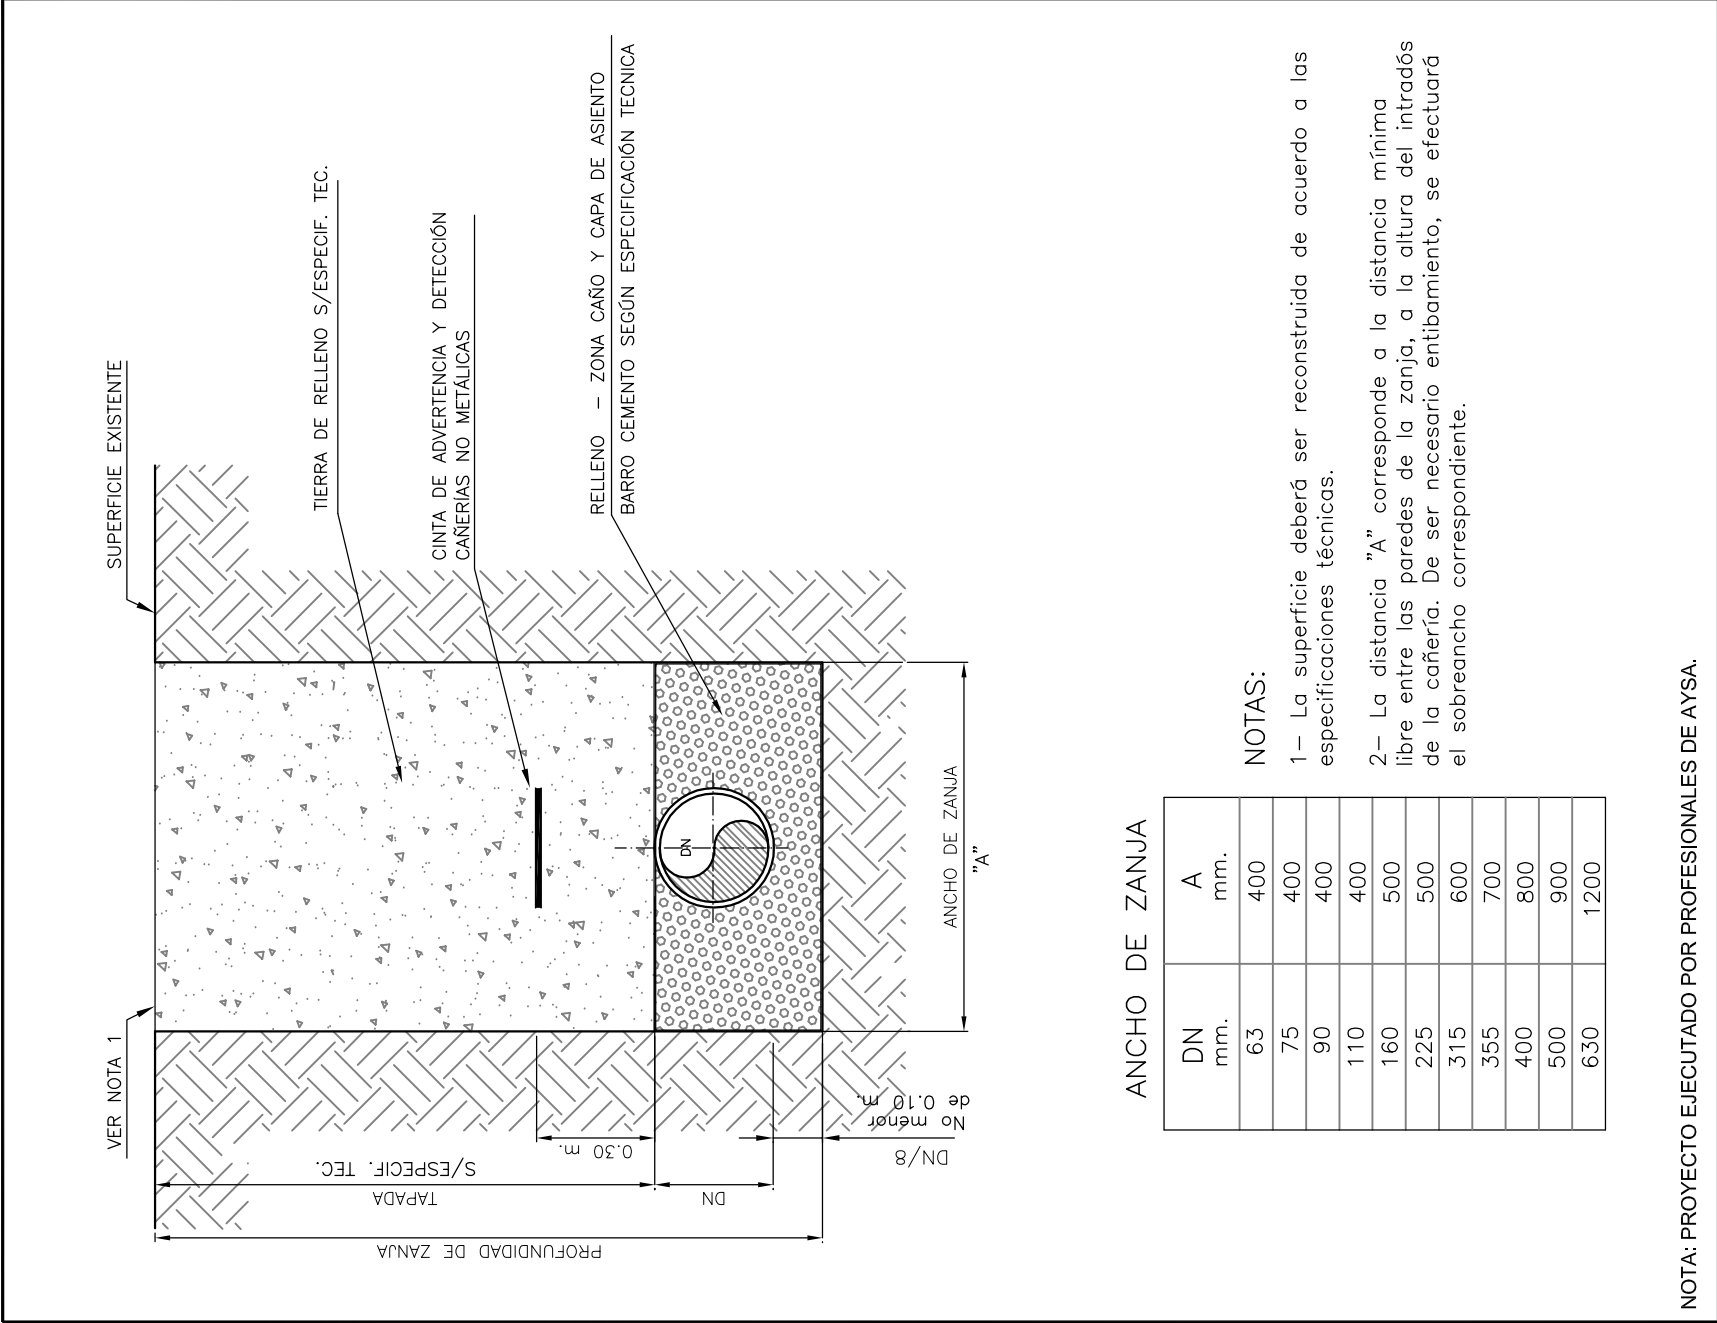 VER NOTA 1
SUPERFICIE EXISTENTE
TIERRA DE RELLENO S/ESPECIF. TEC.
CINTA DE ADVERTENCIA Y DETECCIÓN
CAÑERÍAS NO METÁLICAS
RELLENO – ZONA CAÑO Y CAPA DE ASIENTO
BARRO CEMENTO SEGÚN ESPECIFICACIÓN TECNICA
PROFUNDIDAD DE ZANJA
TAPADA
S/ESPECIF. TEC.
0.30 m.
DN
DN/8
No menor
de 0.10 m.
DN
ANCHO DE ZANJA
"A"
ANCHO DE ZANJA
DN A
mm. mm.
63 400
75 400
90 400
110 400
160 500
225 500
315 600
355 700
400 800
500 900
630 1200
NOTAS:
1– La superficie deberá ser reconstruida de acuerdo a las
especificaciones técnicas.
2– La distancia "A" corresponde a la distancia mínima
libre entre las paredes de la zanja, a la altura del intradós
de la cañería. De ser necesario entibamiento, se efectuará
el sobreancho correspondiente.
NOTA: PROYECTO EJECUTADO POR PROFESIONALES DE AYSA.